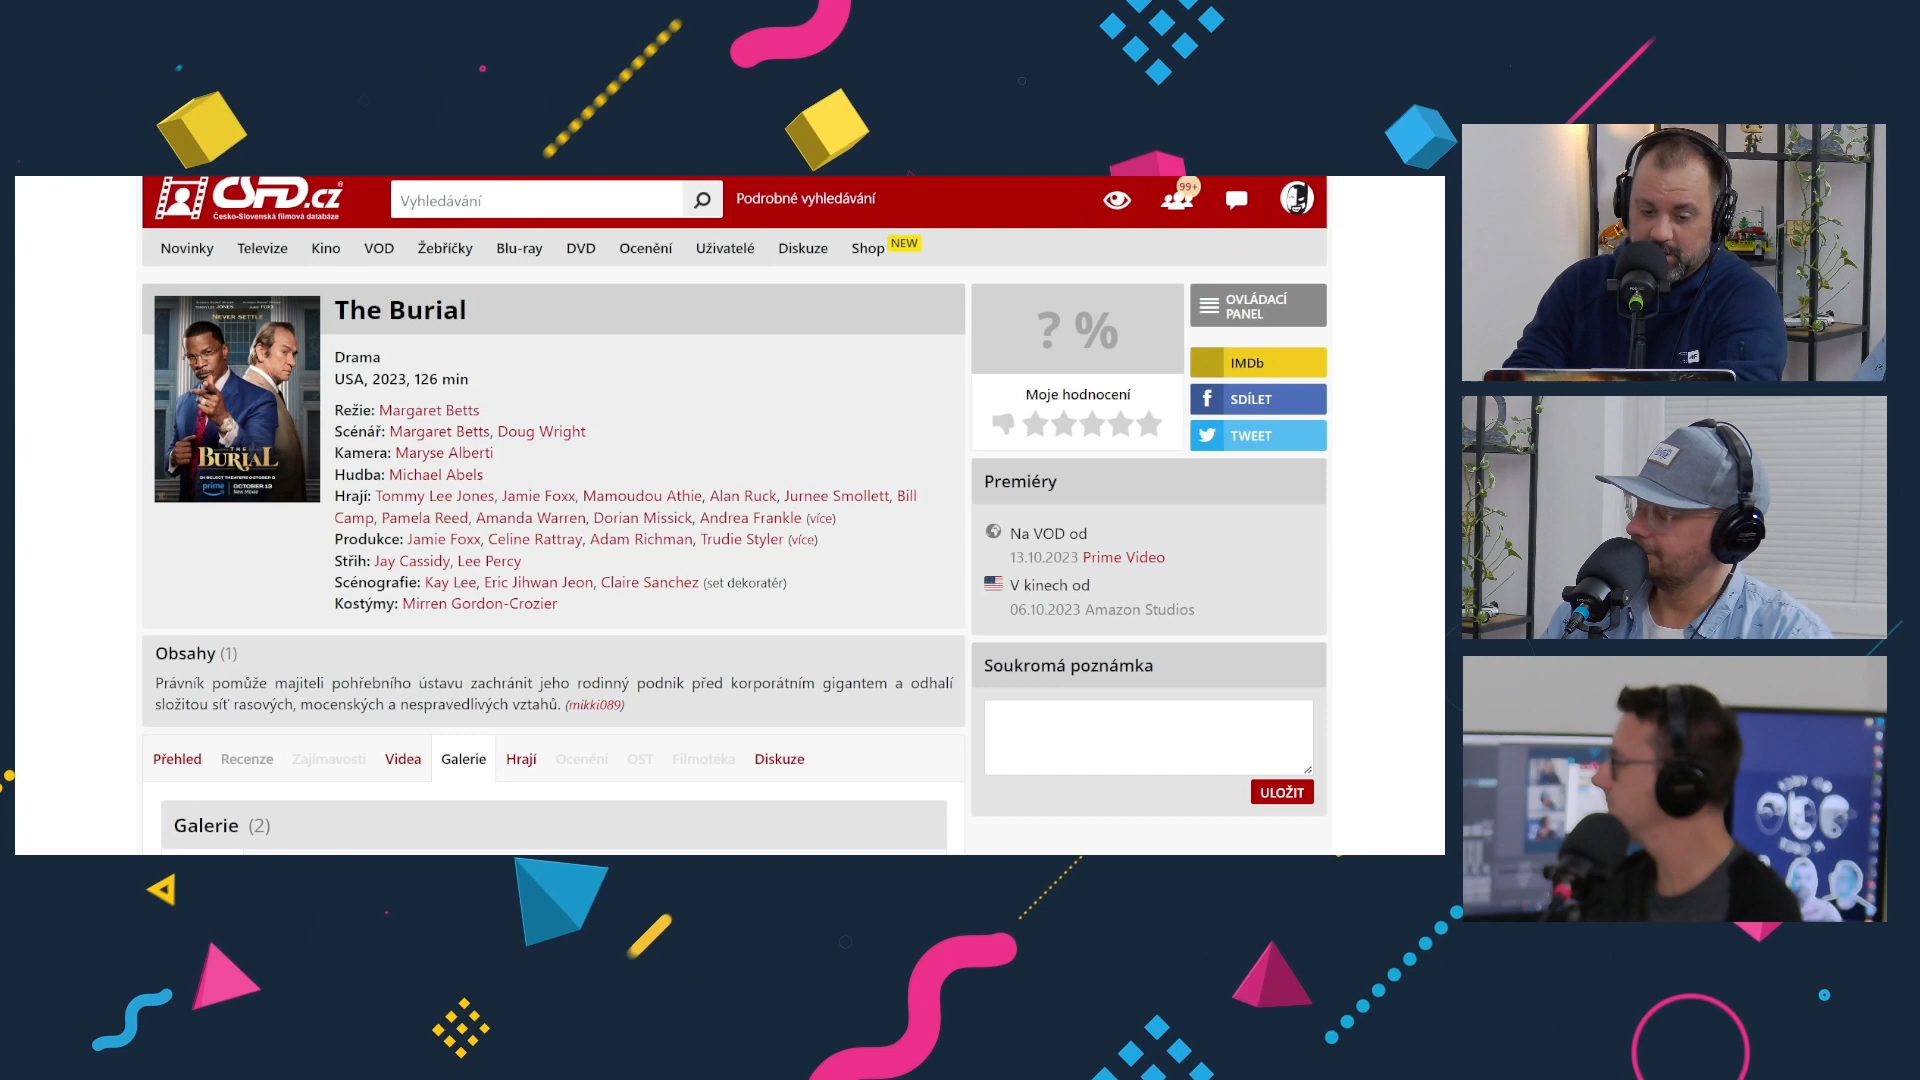 ČSFD.cz
Česko-Slovenská filmová databáze
Vyhledávání
Podrobné vyhledávání
99+
Novinky
Televize
Kino
VOD
Žebříčky
Blu-ray
DVD
Ocenění
Uživatelé
Diskuze
Shop NEW
NEVER SETTLE
THE
BURIAL
prime OCTOBER 13
The Burial
Drama
USA, 2023, 126 min
Režie: Margaret Betts
Scénář: Margaret Betts, Doug Wright
Kamera: Maryse Alberti
Hudba: Michael Abels
Hrají: Tommy Lee Jones, Jamie Foxx, Mamoudou Athie, Alan Ruck, Jurnee Smollett, Bill
Camp, Pamela Reed, Amanda Warren, Dorian Missick, Andrea Frankle (více)
Produkce: Jamie Foxx, Celine Rattray, Adam Richman, Trudie Styler (více)
Střih: Jay Cassidy, Lee Percy
Scénografie: Kay Lee, Eric Jihwan Jeon, Claire Sanchez (set dekoratér)
Kostýmy: Mirren Gordon-Crozier
? %
Moje hodnocení
OVLÁDACÍ
PANEL
IMDb
SDÍLET
TWEET
Premiéry
Na VOD od
13.10.2023 Prime Video
V kinech od
06.10.2023 Amazon Studios
Obsahy (1)
Právník pomůže majiteli pohřebního ústavu zachránit jeho rodinný podnik před korporátním gigantem a odhalí
složitou síť rasových, mocenských a nespravedlivých vztahů. (mikki089)
Soukromá poznámka
ULOŽIT
Přehled
Recenze
Zajímavosti
Videa
Galerie
Hrají
Ocenění
OST
Filmotéka
Diskuze
Galerie (2)